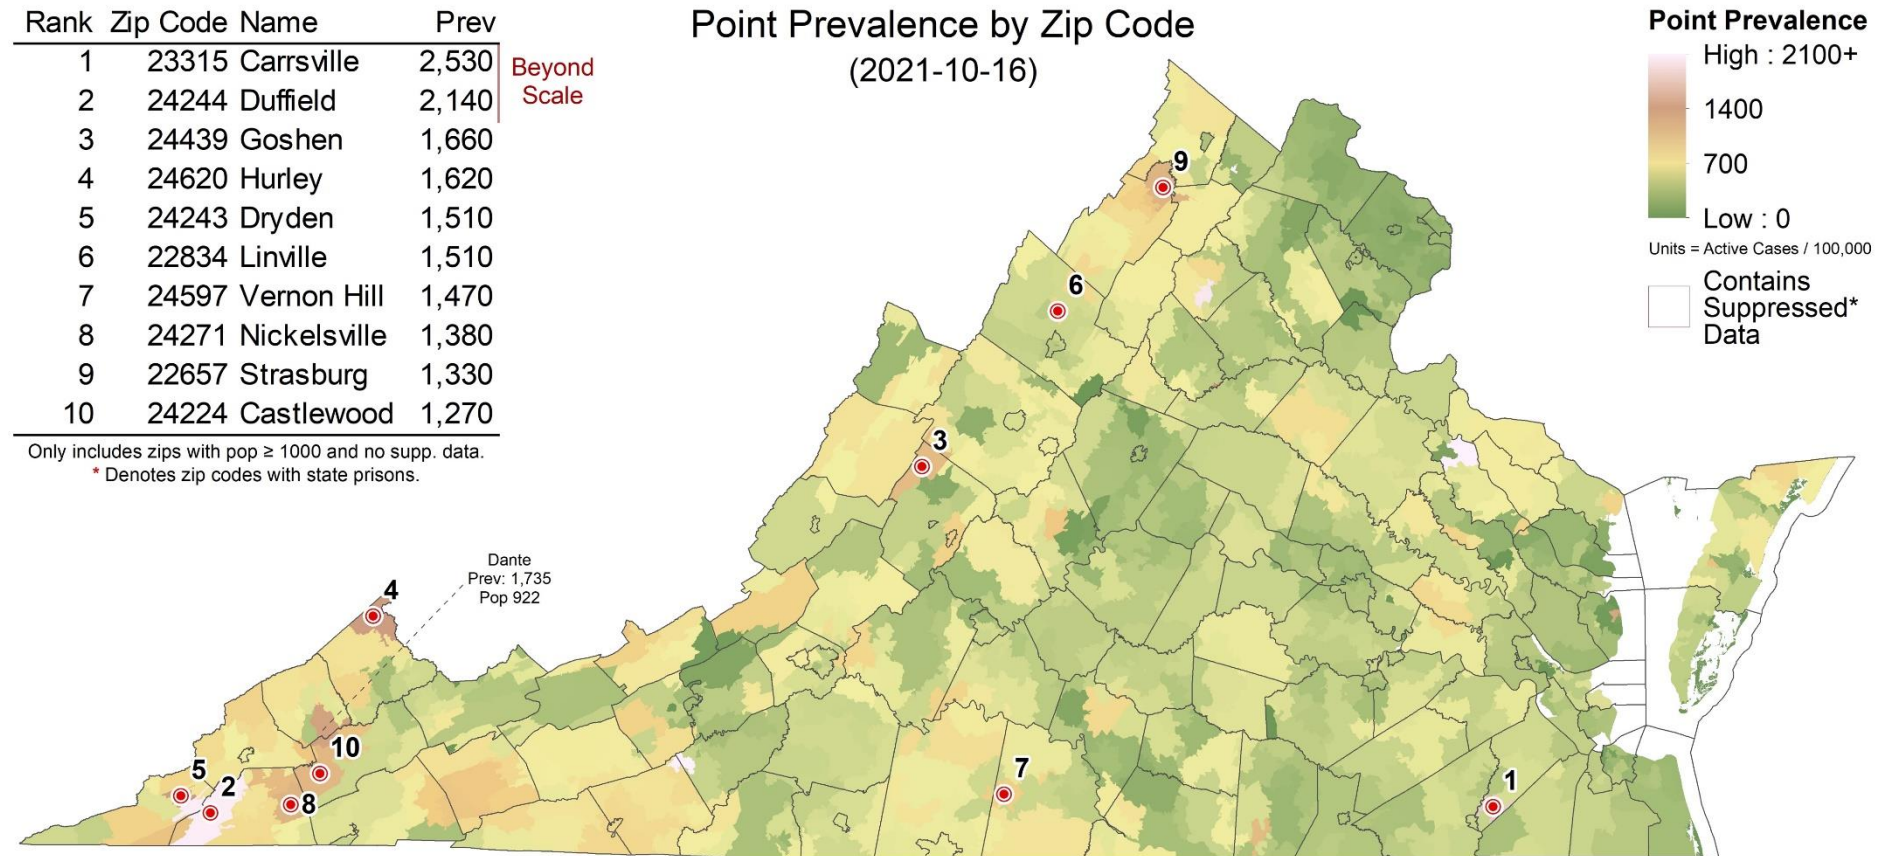 Rank Zip Code Name Prev
1 23315 Carrsville 2,530
2 24244 Duffield 2,140
3 24439 Goshen 1,660
4 24620 Hurley 1,620
5 24243 Dryden 1,510
6 22834 Linville 1,510
7 24597 Vernon Hill 1,470
8 24271 Nickelsville 1,380
9 22657 Strasburg 1,330
10 24224 Castlewood 1,270
Beyond
Scale
Only includes zips with pop ≥ 1000 and no supp. data.
* Denotes zip codes with state prisons.
Point Prevalence by Zip Code
(2021-10-16)
Point Prevalence
High : 2100+
1400
700
Low : 0
Units = Active Cases / 100,000
Contains
Suppressed*
Data
9
6
3
Dante
Prev: 1,735
Pop 922
4
10
5
2
8
7
1